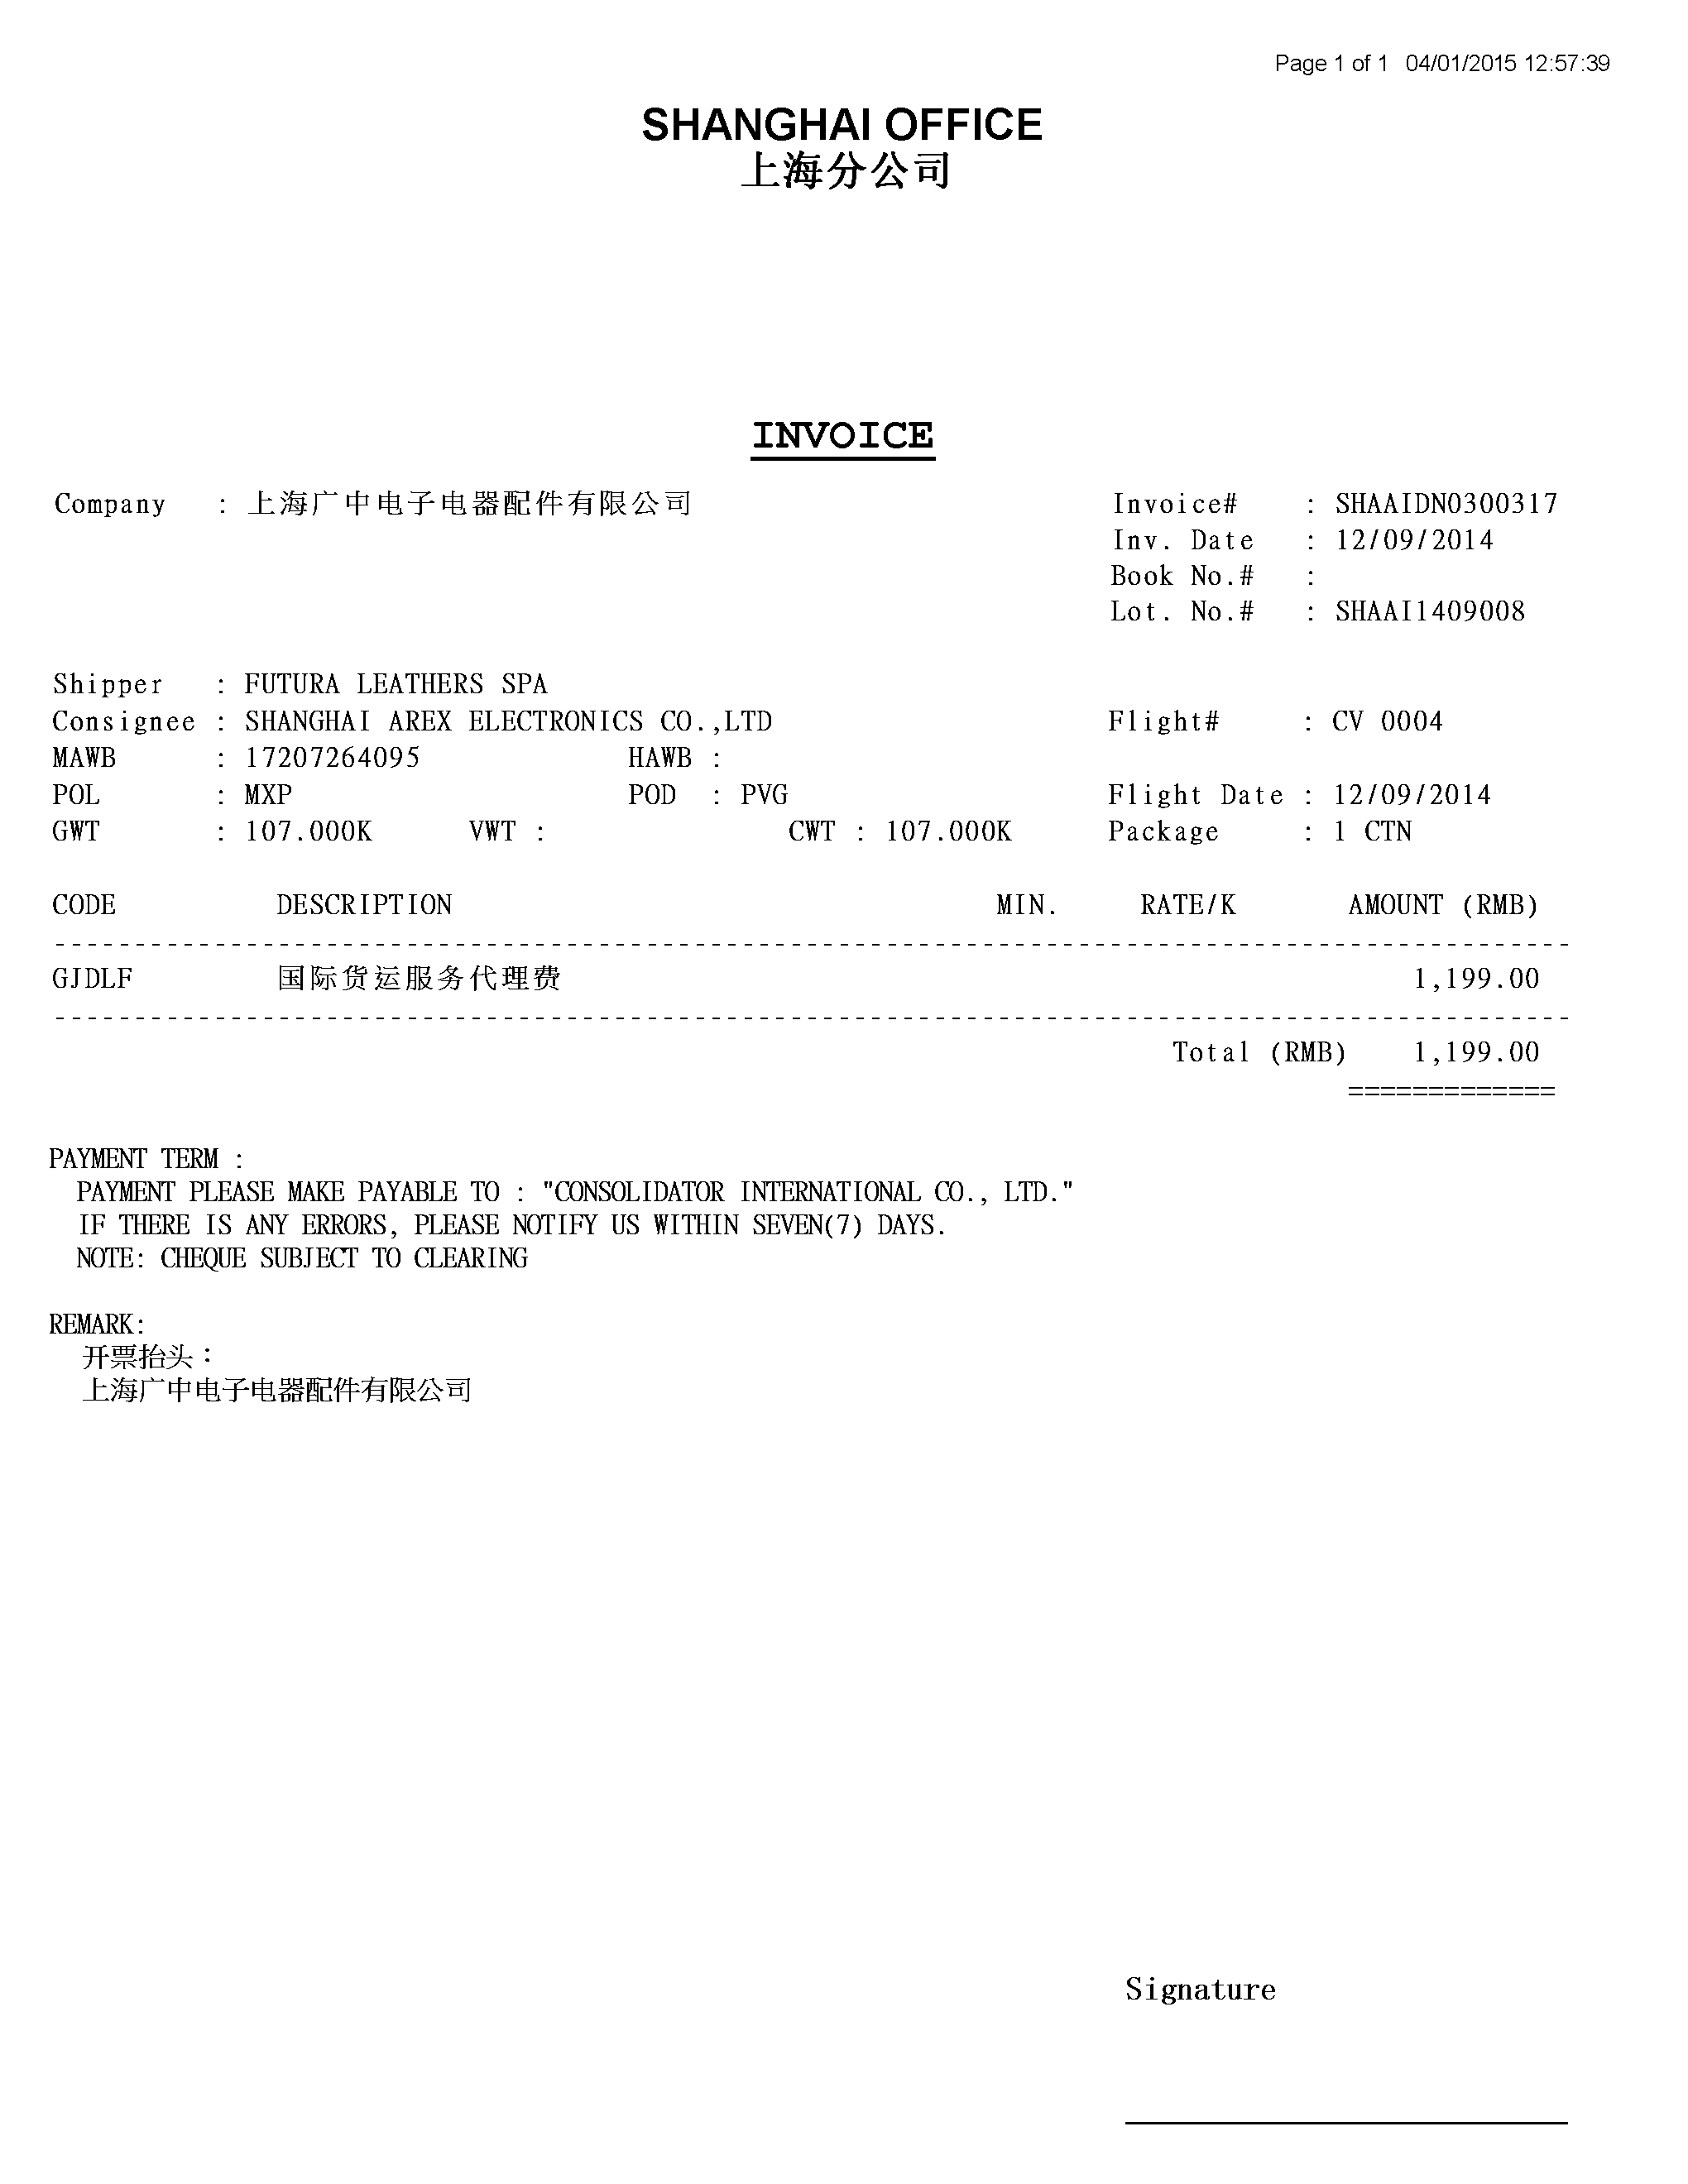 Page 1 of 1 04/01/2015 12:57:39
SHANGHAI OFFICE
上海分公司
INVOICE
Company : 上海广中电子电器配件有限公司 Invoice# : SHAAIDN0300317
Inv. Date : 12/09/2014
Book No.# :
Lot. No.# : SHAAI1409008
Shipper : FUTURA LEATHERS SPA
Consignee : SHANGHAI AREX ELECTRONICS CO.,LTD Flight# : CV 0004
MAWB : 17207264095 HAWB :
POL : MXP POD : PVG Flight Date : 12/09/2014
GWT : 107.000K VWT : CWT : 107.000K Package : 1 CTN
CODE DESCRIPTION MIN. RATE/K AMOUNT (RMB)
GJDLF 国际货运服务代理费 1,199.00
Total (RMB) 1,199.00
=============
PAYMENT TERM :
PAYMENT PLEASE MAKE PAYABLE TO : "CONSOLIDATOR INTERNATIONAL CO., LTD."
IF THERE IS ANY ERRORS, PLEASE NOTIFY US WITHIN SEVEN(7) DAYS.
NOTE: CHEQUE SUBJECT TO CLEARING
REMARK:
开票抬头：
上海广中电子电器配件有限公司
Signature